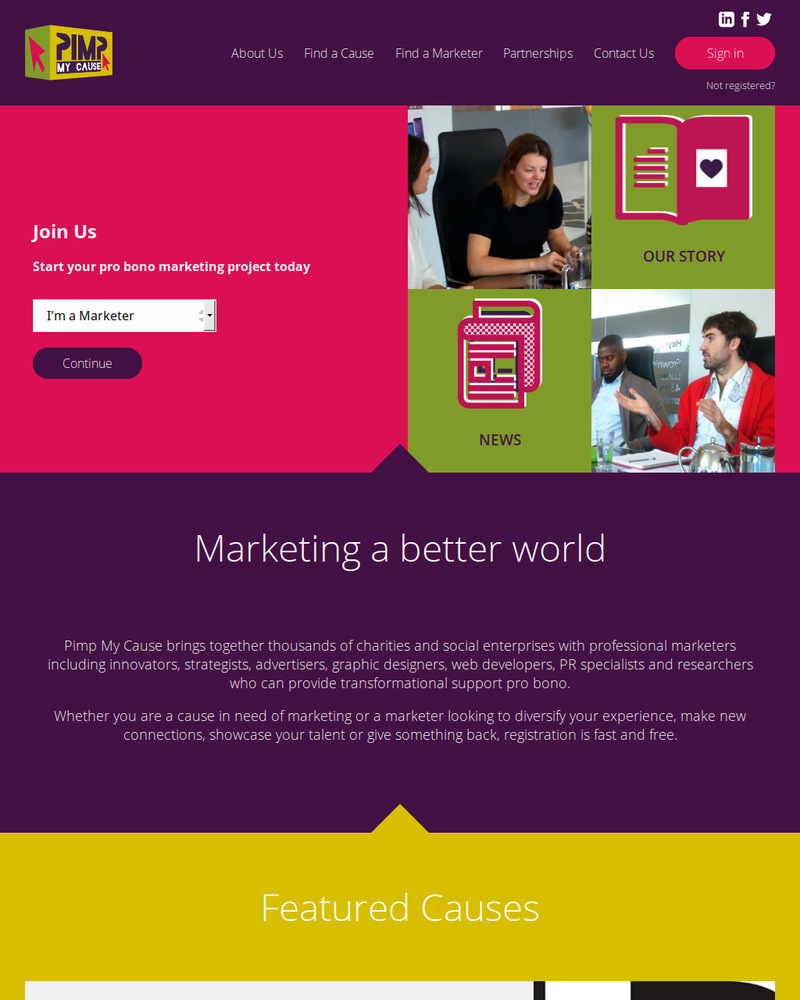 PIMP
MY CAUSE
About Us
Find a Cause
Find a Marketer
Partnerships
Contact Us
Sign in
Not registered?
Join Us
Start your pro bono marketing project today
I'm a Marketer
Continue
OUR STORY
NEWS
Marketing a better world
Pimp My Cause brings together thousands of charities and social enterprises with professional marketers
including innovators, strategists, advertisers, graphic designers, web developers, PR specialists and researchers
who can provide transformational support pro bono.
Whether you are a cause in need of marketing or a marketer looking to diversify your experience, make new
connections, showcase your talent or give something back, registration is fast and free.
Featured Causes